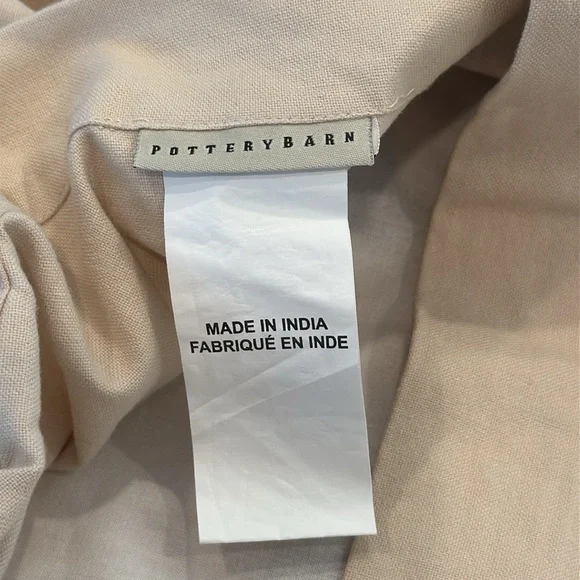 POTTERYBARN
MADE IN INDIA
FABRIQUÉ EN INDE